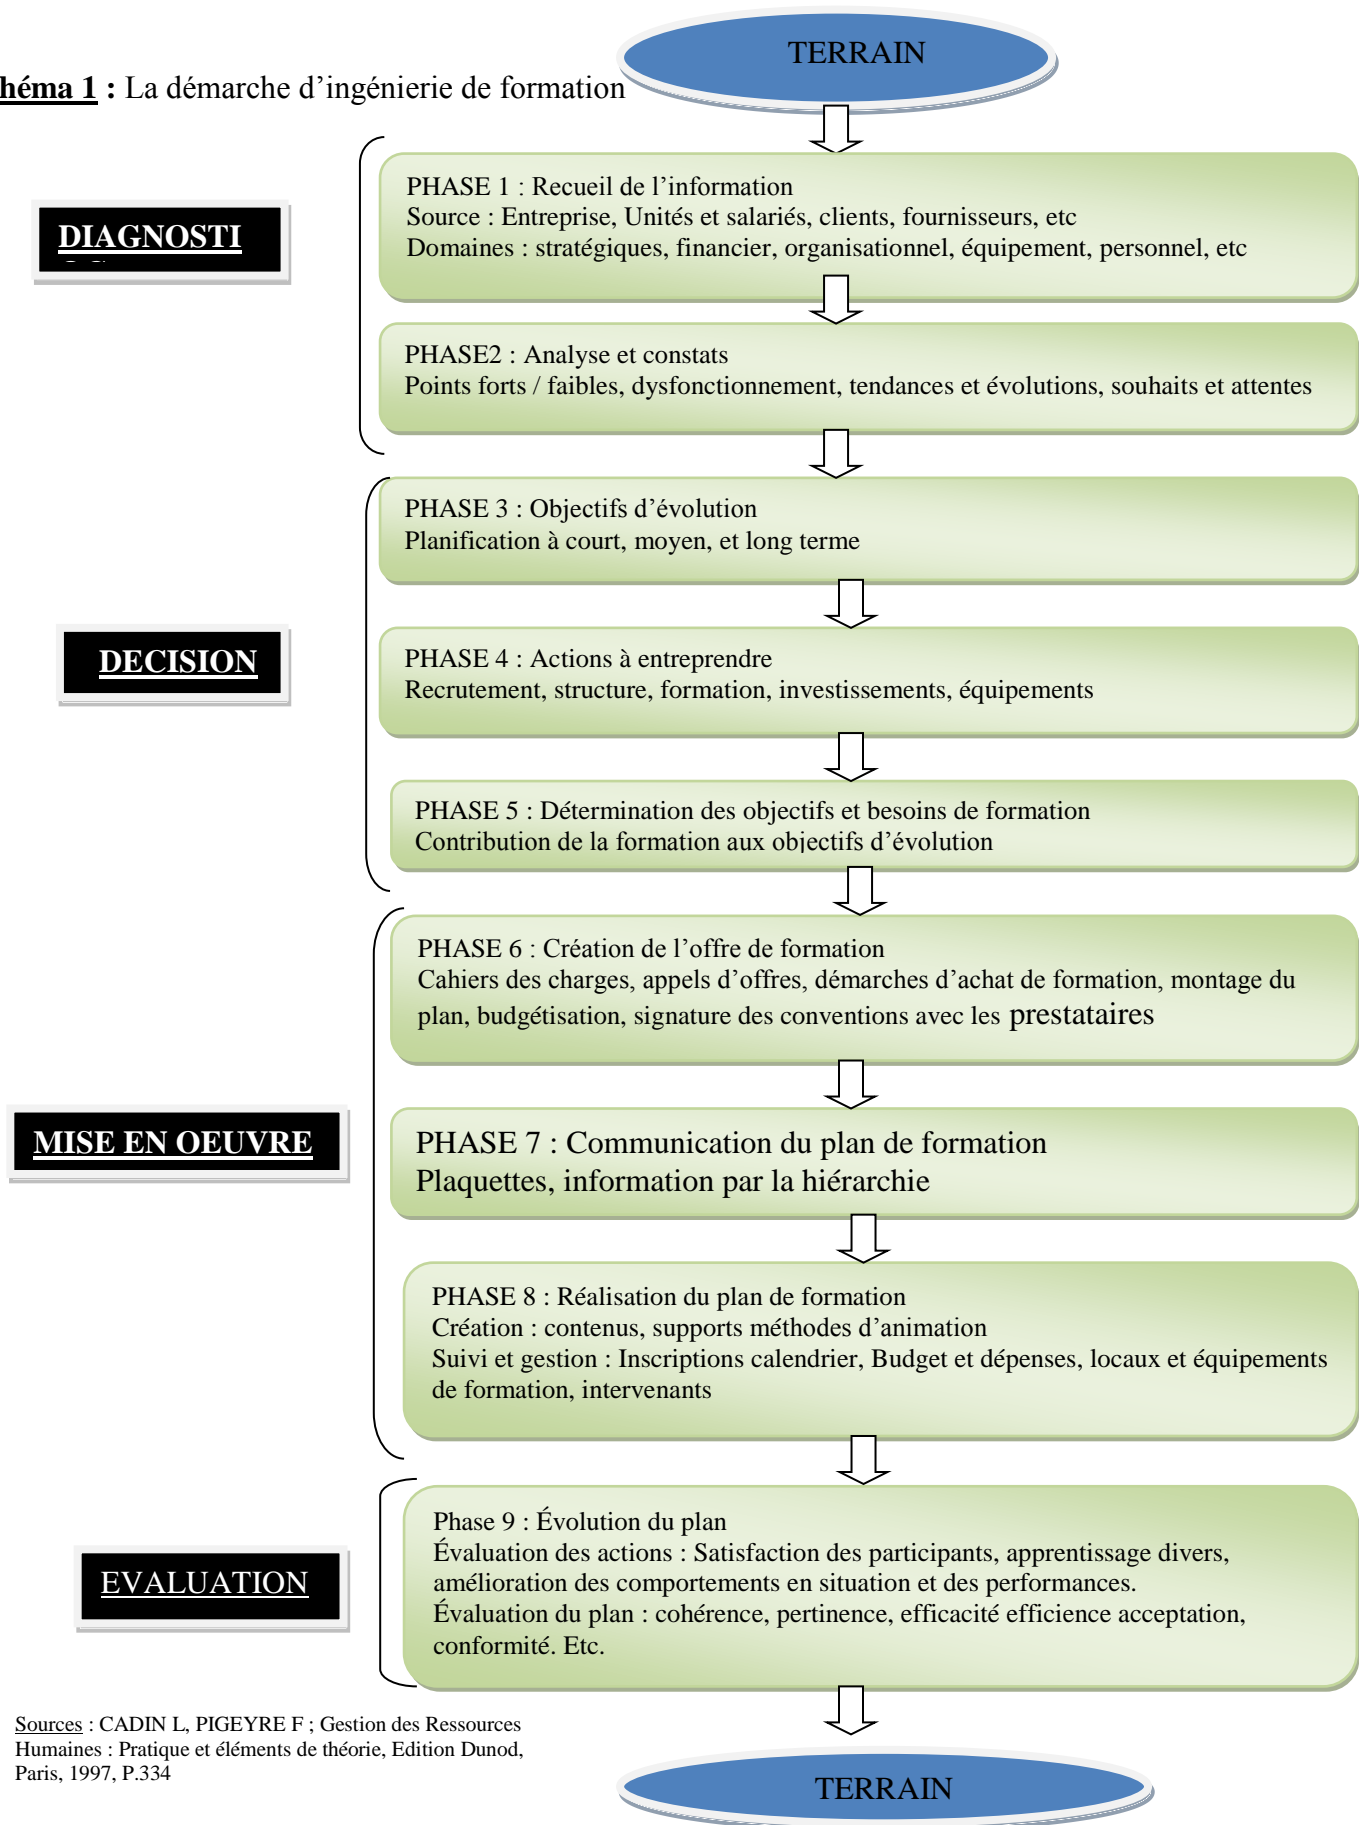 TERRAIN
héma 1 : La démarche d’ingénierie de formation
PHASE 1 : Recueil de l’information
Source : Entreprise, Unités et salariés, clients, fournisseurs, etc
Domaines : stratégiques, financier, organisationnel, équipement, personnel, etc
DIAGNOSTI
PHASE2 : Analyse et constats
Points forts / faibles, dysfonctionnement, tendances et évolutions, souhaits et attentes
PHASE 3 : Objectifs d’évolution
Planification à court, moyen, et long terme
DECISION
PHASE 4 : Actions à entreprendre
Recrutement, structure, formation, investissements, équipements
PHASE 5 : Détermination des objectifs et besoins de formation
Contribution de la formation aux objectifs d’évolution
PHASE 6 : Création de l’offre de formation
Cahiers des charges, appels d’offres, démarches d’achat de formation, montage du
plan, budgétisation, signature des conventions avec les prestataires
MISE EN OEUVRE
PHASE 7 : Communication du plan de formation
Plaquettes, information par la hiérarchie
PHASE 8 : Réalisation du plan de formation
Création : contenus, supports méthodes d’animation
Suivi et gestion : Inscriptions calendrier, Budget et dépenses, locaux et équipements
de formation, intervenants
EVALUATION
Phase 9 : Évolution du plan
Évaluation des actions : Satisfaction des participants, apprentissage divers,
amélioration des comportements en situation et des performances.
Évaluation du plan : cohérence, pertinence, efficacité efficience acceptation,
conformité. Etc.
Sources : CADIN L, PIGEYRE F ; Gestion des Ressources
Humaines : Pratique et éléments de théorie, Edition Dunod,
Paris, 1997, P.334
TERRAIN